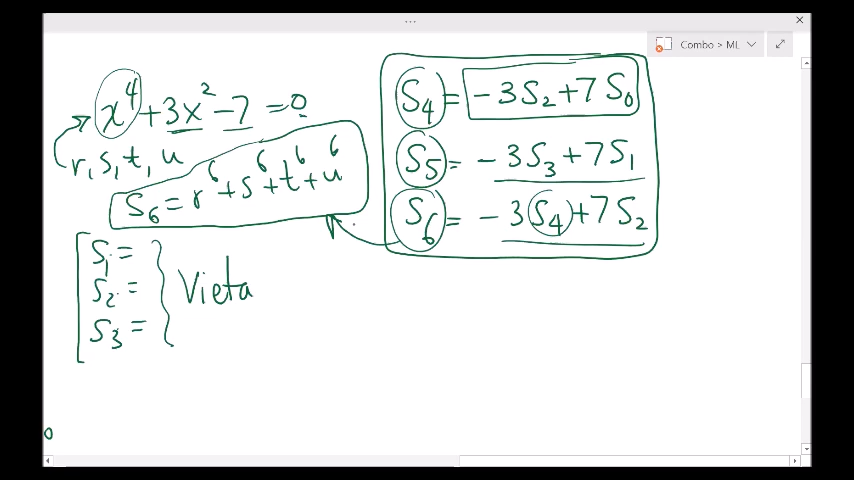 Combo > ML
x⁴ + 3x² - 7 = 0
r, s, t, u
S₆ = r⁶ + s⁶ + t⁶ + u⁶
S₁ =
S₂ =
S₃ =
Vieta
S₄ = -3S₂ + 7S₀
S₅ = -3S₃ + 7S₁
S₆ = -3S₄ + 7S₂